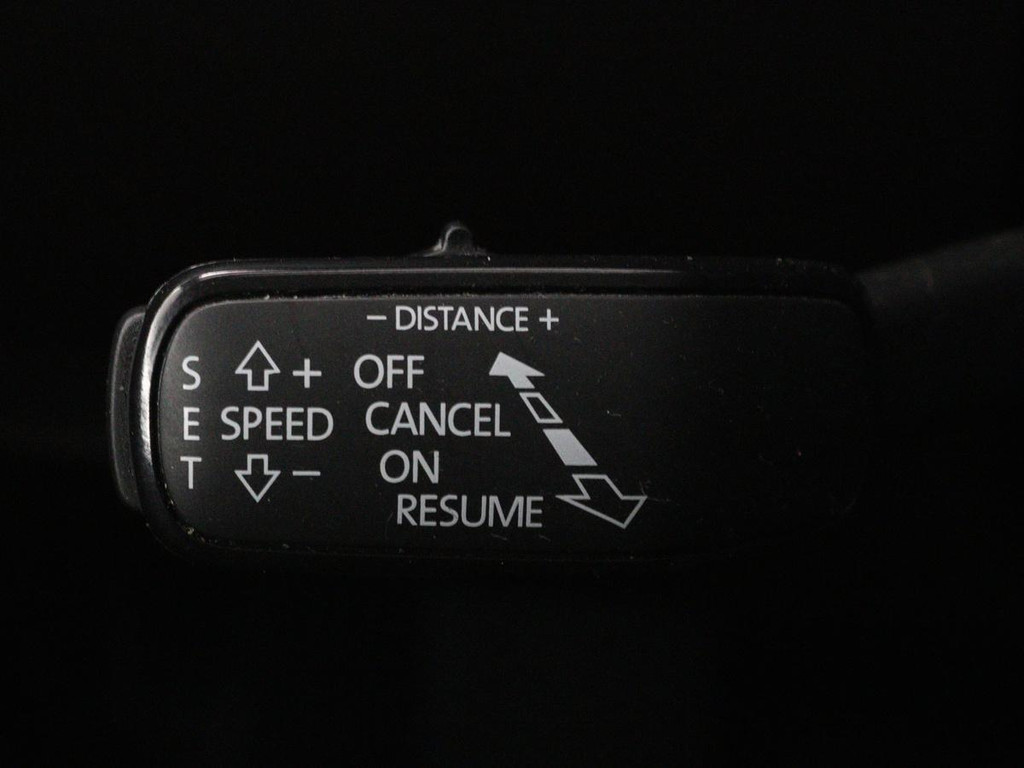 − DISTANCE +
S + OFF
E SPEED CANCEL
T − ON
RESUME